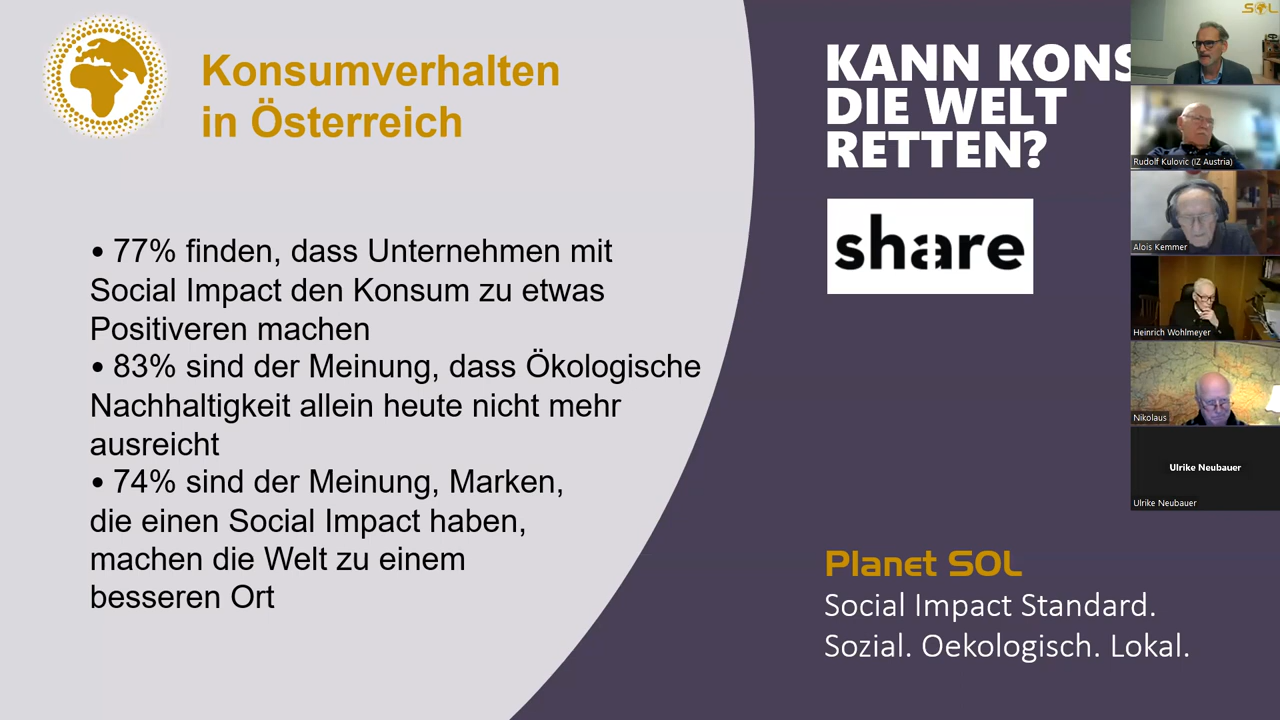 Konsumverhalten
in Österreich
• 77% finden, dass Unternehmen mit
Social Impact den Konsum zu etwas
Positiveren machen
• 83% sind der Meinung, dass Ökologische
Nachhaltigkeit allein heute nicht mehr
ausreicht
• 74% sind der Meinung, Marken,
die einen Social Impact haben,
machen die Welt zu einem
besseren Ort
KANN KONS
DIE WELT
RETTEN?
share
Planet SOL
Social Impact Standard.
Sozial. Oekologisch. Lokal.
SOL
Rudolf Kulovic (IZ Austria)
Alois Kemmer
Heinrich Wohlmeyer
Nikolaus
Ulrike Neubauer
Ulrike Neubauer